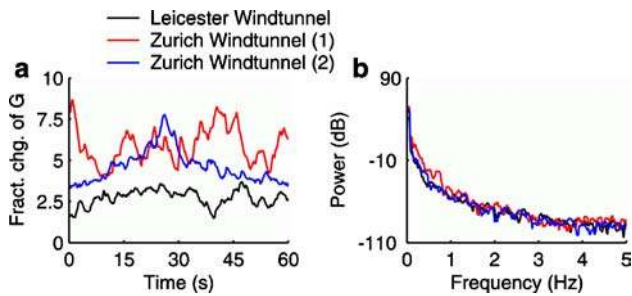 Leicester Windtunnel
Zurich Windtunnel (1)
Zurich Windtunnel (2)
a
Fract. chg. of G
10
7.5
5
2.5
0
0 15 30 45 60
Time (s)
b
Power (dB)
90
-10
-110
0 1 2 3 4 5
Frequency (Hz)